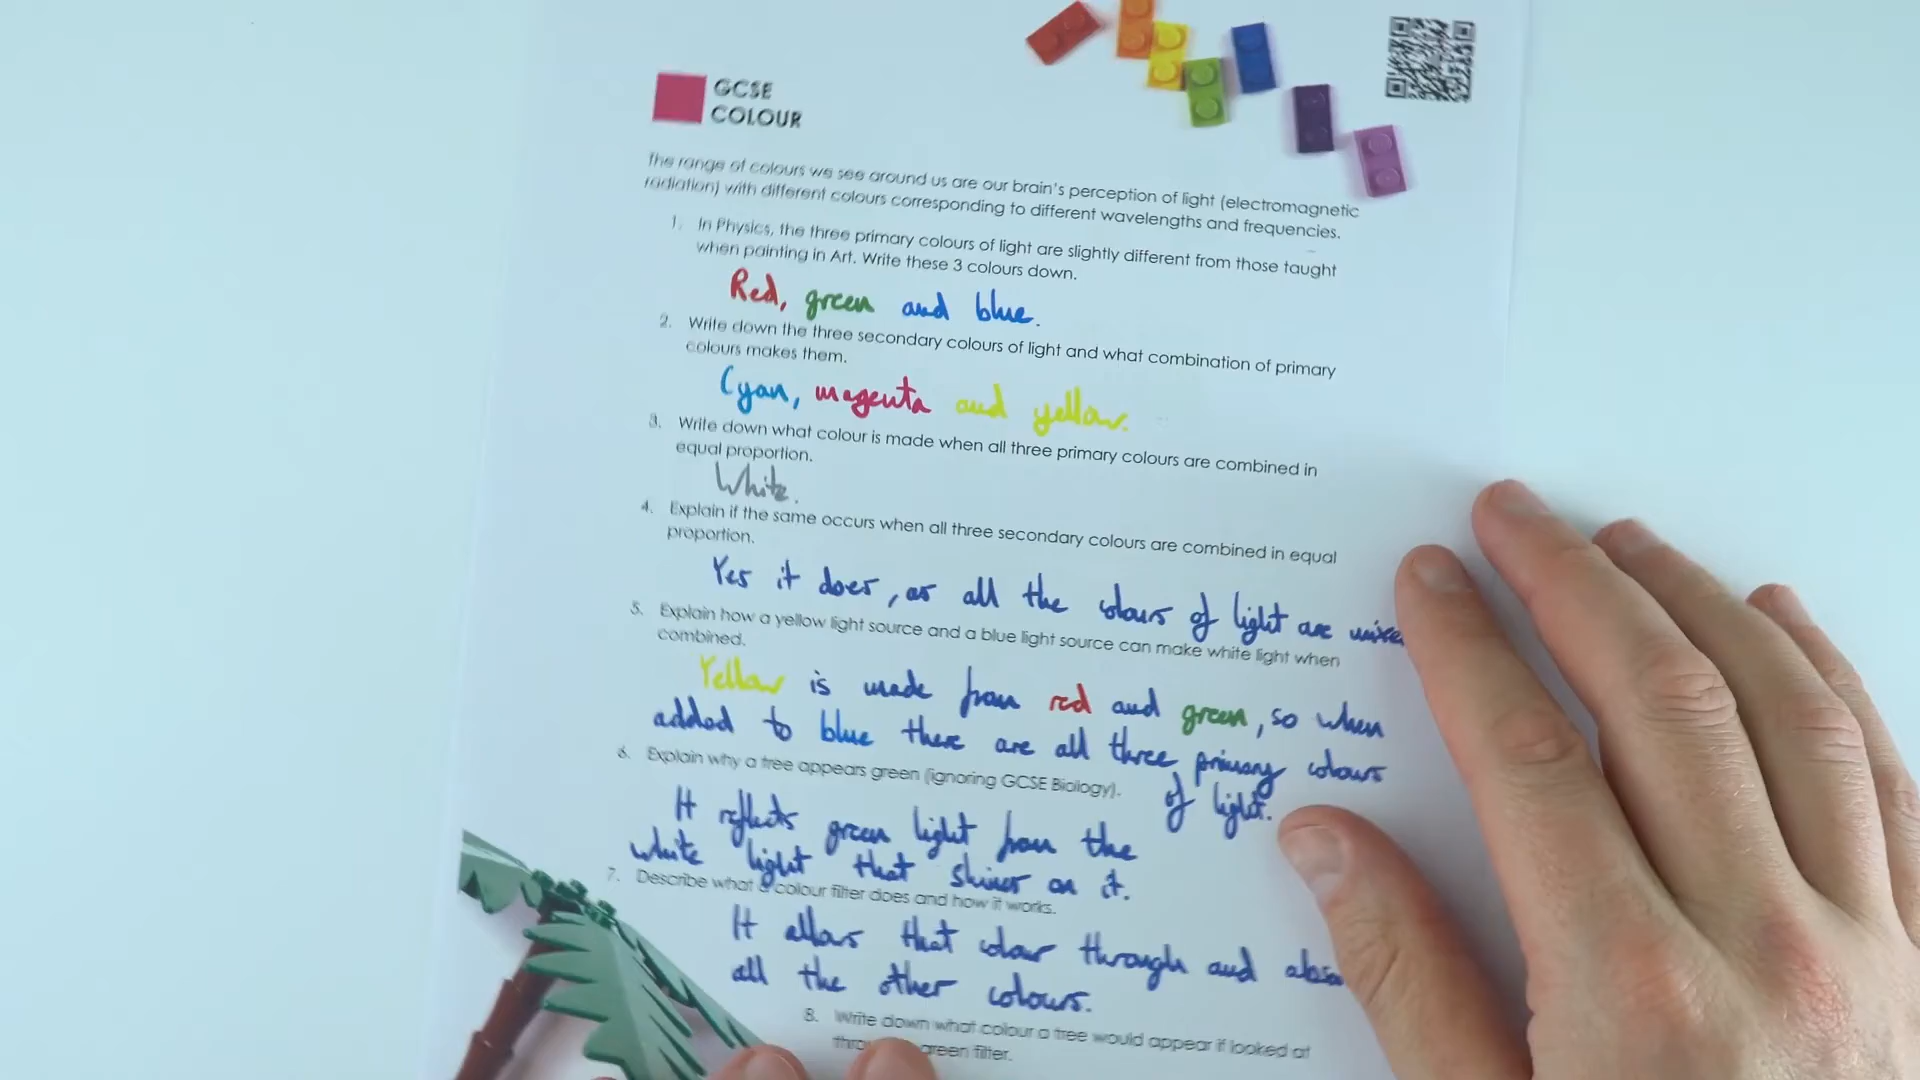 GCSE
COLOUR
The range of colours we see around us are our brain's perception of light (electromagnetic
radiation) with different colours corresponding to different wavelengths and frequencies.
1. In Physics, the three primary colours of light are slightly different from those taught
when painting in Art. Write these 3 colours down.
Red, green and blue.
2. Write down the three secondary colours of light and what combination of primary
colours makes them.
Cyan, magenta and yellow.
3. Write down what colour is made when all three primary colours are combined in
equal proportion.
White.
4. Explain if the same occurs when all three secondary colours are combined in equal
proportion.
Yes it does, as all the colours of light are
5. Explain how a yellow light source and a blue light source can make white light when
combined.
Yellow is made from red and green, so when
added to blue there are all three primary colours
of light.
6. Explain why a tree appears green (ignoring GCSE Biology).
It reflects green light from the
white light that shines on it.
7. Describe what a colour filter does and how it works.
It allows that colour through and
all the other colours.
8. Write down what colour a tree would appear if looked at
green filter.